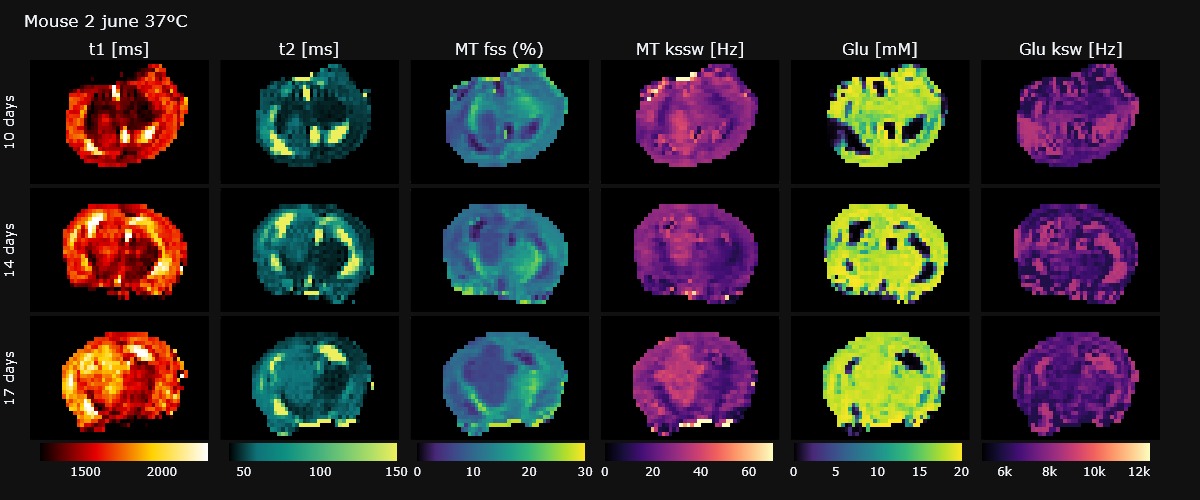 Mouse 2 june 37ºC
t1 [ms] t2 [ms] MT fss (%) MT kssw [Hz] Glu [mM] Glu ksw [Hz]
10 days
14 days
17 days
1500 2000 50 100 150 0 10 20 30 0 20 40 60 0 5 10 15 20 6k 8k 10k 12k